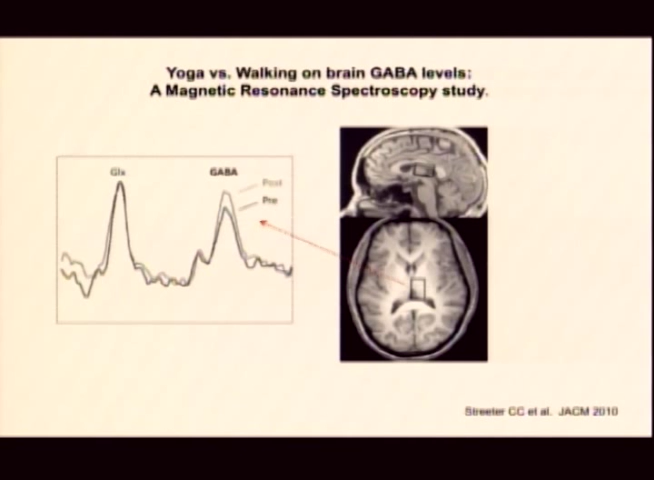 Yoga vs. Walking on brain GABA levels:
A Magnetic Resonance Spectroscopy study.
Glx
GABA
Post
Pre
Streeter CC et al. JACM 2010